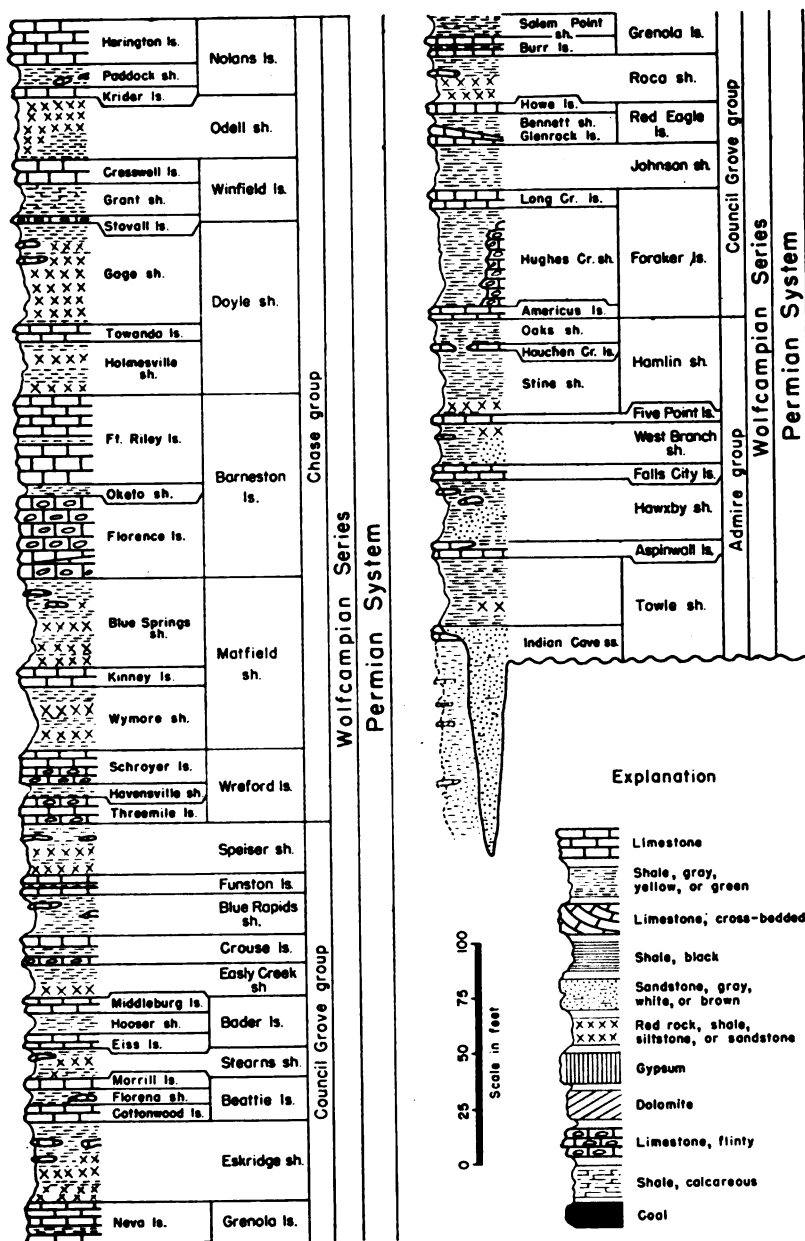 Herington ls.
Paddock sh.
Krider ls.
Nolans ls.
Odell sh.
Cresswell ls.
Grant sh.
Stovall ls.
Winfield ls.
Gage sh.
Towanda ls.
Holmesville
sh.
Doyle sh.
Ft. Riley ls.
Oketo sh.
Florence ls.
Barneston
ls.
Blue Springs
sh.
Kinney ls.
Wymore sh.
Matfield
sh.
Schroyer ls.
Havensville sh.
Threemile ls.
Wreford ls.
Chase group
Speiser sh.
Funston ls.
Blue Rapids
sh.
Crouse ls.
Easly Creek
sh
Middleburg ls.
Hooser sh.
Eiss ls.
Bader ls.
Stearns sh.
Morrill ls.
Florena sh.
Cottonwood ls.
Beattie ls.
Eskridge sh.
Neva ls.
Grenola ls.
Council Grove group
Wolfcampian Series
Permian System
Salem Point
sh.
Burr ls.
Grenola ls.
Roca sh.
Howe ls.
Bennett sh.
Glenrock ls.
Red Eagle
ls.
Johnson sh.
Long Cr. ls.
Hughes Cr. sh.
Americus ls.
Foraker ls.
Council Grove group
Oaks sh.
Hauchen Cr. ls.
Stine sh.
Hamlin sh.
Five Point ls.
West Branch
sh.
Falls City ls.
Hawxby sh.
Aspinwall ls.
Towle sh.
Indian Cave ss.
Admire group
Wolfcampian Series
Permian System
Explanation
Limestone
Shale, gray,
yellow, or green
Limestone, cross-bedded
Shale, black
Sandstone, gray,
white, or brown
Red rock, shale,
siltstone, or sandstone
Gypsum
Dolomite
Limestone, flinty
Shale, calcareous
Coal
100
75
50
25
0
Scale in feet